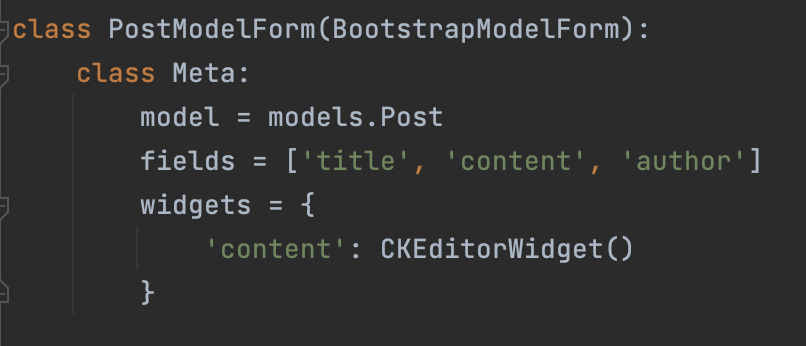 class PostModelForm(BootstrapModelForm):
    class Meta:
        model = models.Post
        fields = ['title', 'content', 'author']
        widgets = {
            'content': CKEditorWidget()
        }